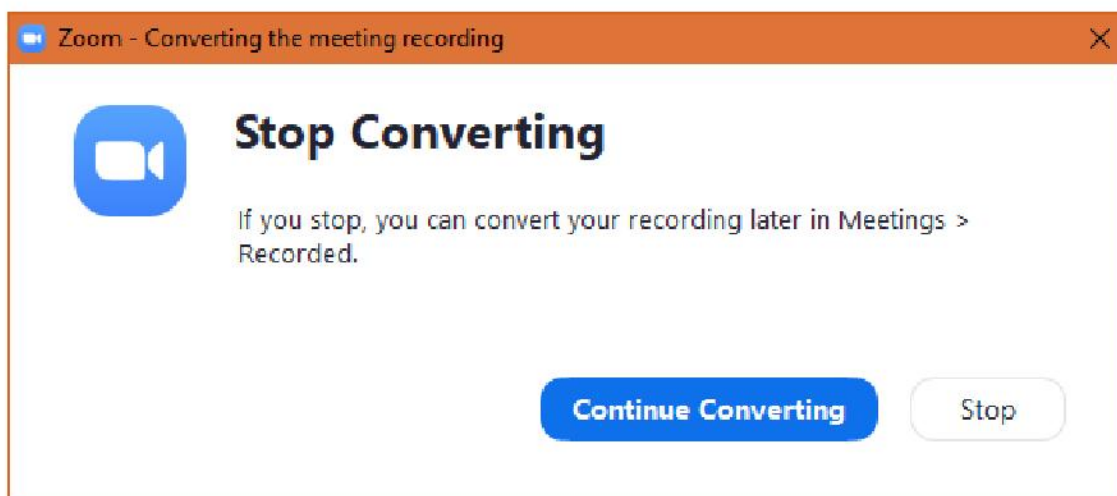 Zoom - Converting the meeting recording
Stop Converting
If you stop, you can convert your recording later in Meetings >
Recorded.
Continue Converting
Stop